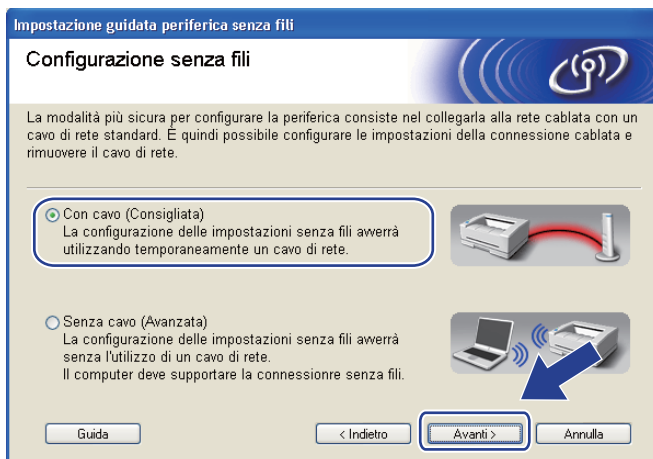 Impostazione guidata periferica senza fili
Configurazione senza fili
La modalità più sicura per configurare la periferica consiste nel collegarla alla rete cablata con un
cavo di rete standard. È quindi possibile configurare le impostazioni della connessione cablata e
rimuovere il cavo di rete.
Con cavo (Consigliata)
La configurazione delle impostazioni senza fili avverrà
utilizzando temporaneamente un cavo di rete.
Senza cavo (Avanzata)
La configurazione delle impostazioni senza fili avverrà
senza l'utilizzo di un cavo di rete.
Il computer deve supportare la connessionre senza fili.
Guida
< Indietro
Avanti >
Annulla